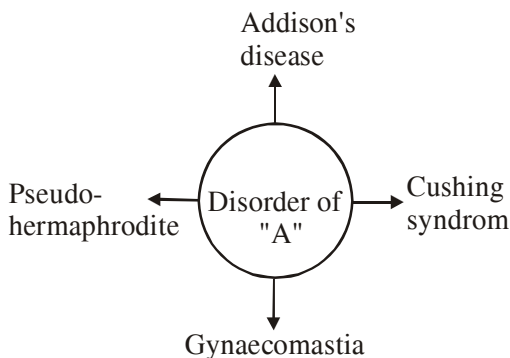 Addison's
disease
Pseudo-
hermaphrodite
Disorder of
"A"
Cushing
syndrom
Gynaecomastia